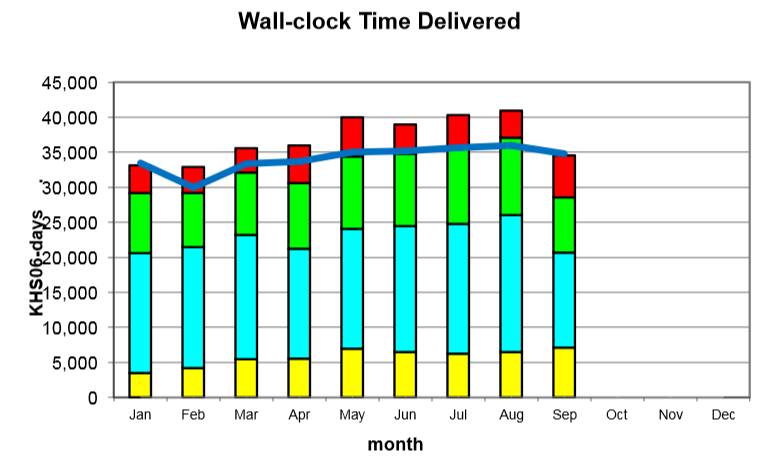 Wall-clock Time Delivered
45,000
40,000
35,000
30,000
25,000
20,000
15,000
10,000
5,000
0
KHS06-days
Jan Feb Mar Apr May Jun Jul Aug Sep Oct Nov Dec
month